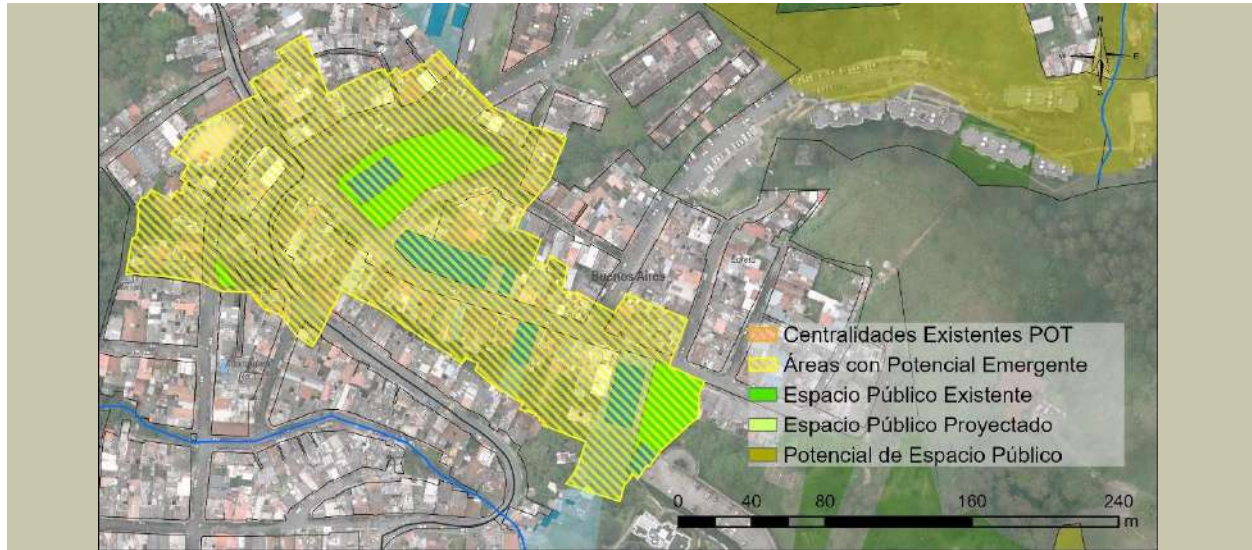 N
E
S
Buenos Aires
Loreto
Centralidades Existentes POT
Áreas con Potencial Emergente
Espacio Público Existente
Espacio Público Proyectado
Potencial de Espacio Público
0 40 80 160 240
m